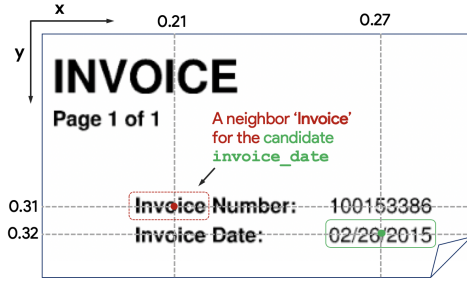 x
0.21 0.27
y
INVOICE
Page 1 of 1
A neighbor ‘Invoice’
for the candidate
invoice_date
0.31 Invoice Number: 100153386
0.32 Invoice Date: 02/26/2015